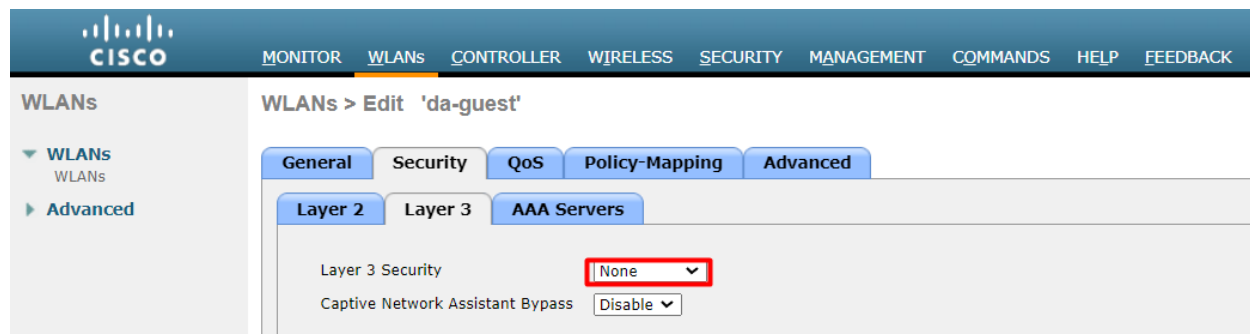 CISCO
MONITOR WLANs CONTROLLER WIRELESS SECURITY MANAGEMENT COMMANDS HELP FEEDBACK
WLANs
WLANs > Edit 'da-guest'
WLANs
WLANs
Advanced
General Security QoS Policy-Mapping Advanced
Layer 2 Layer 3 AAA Servers
Layer 3 Security None
Captive Network Assistant Bypass Disable